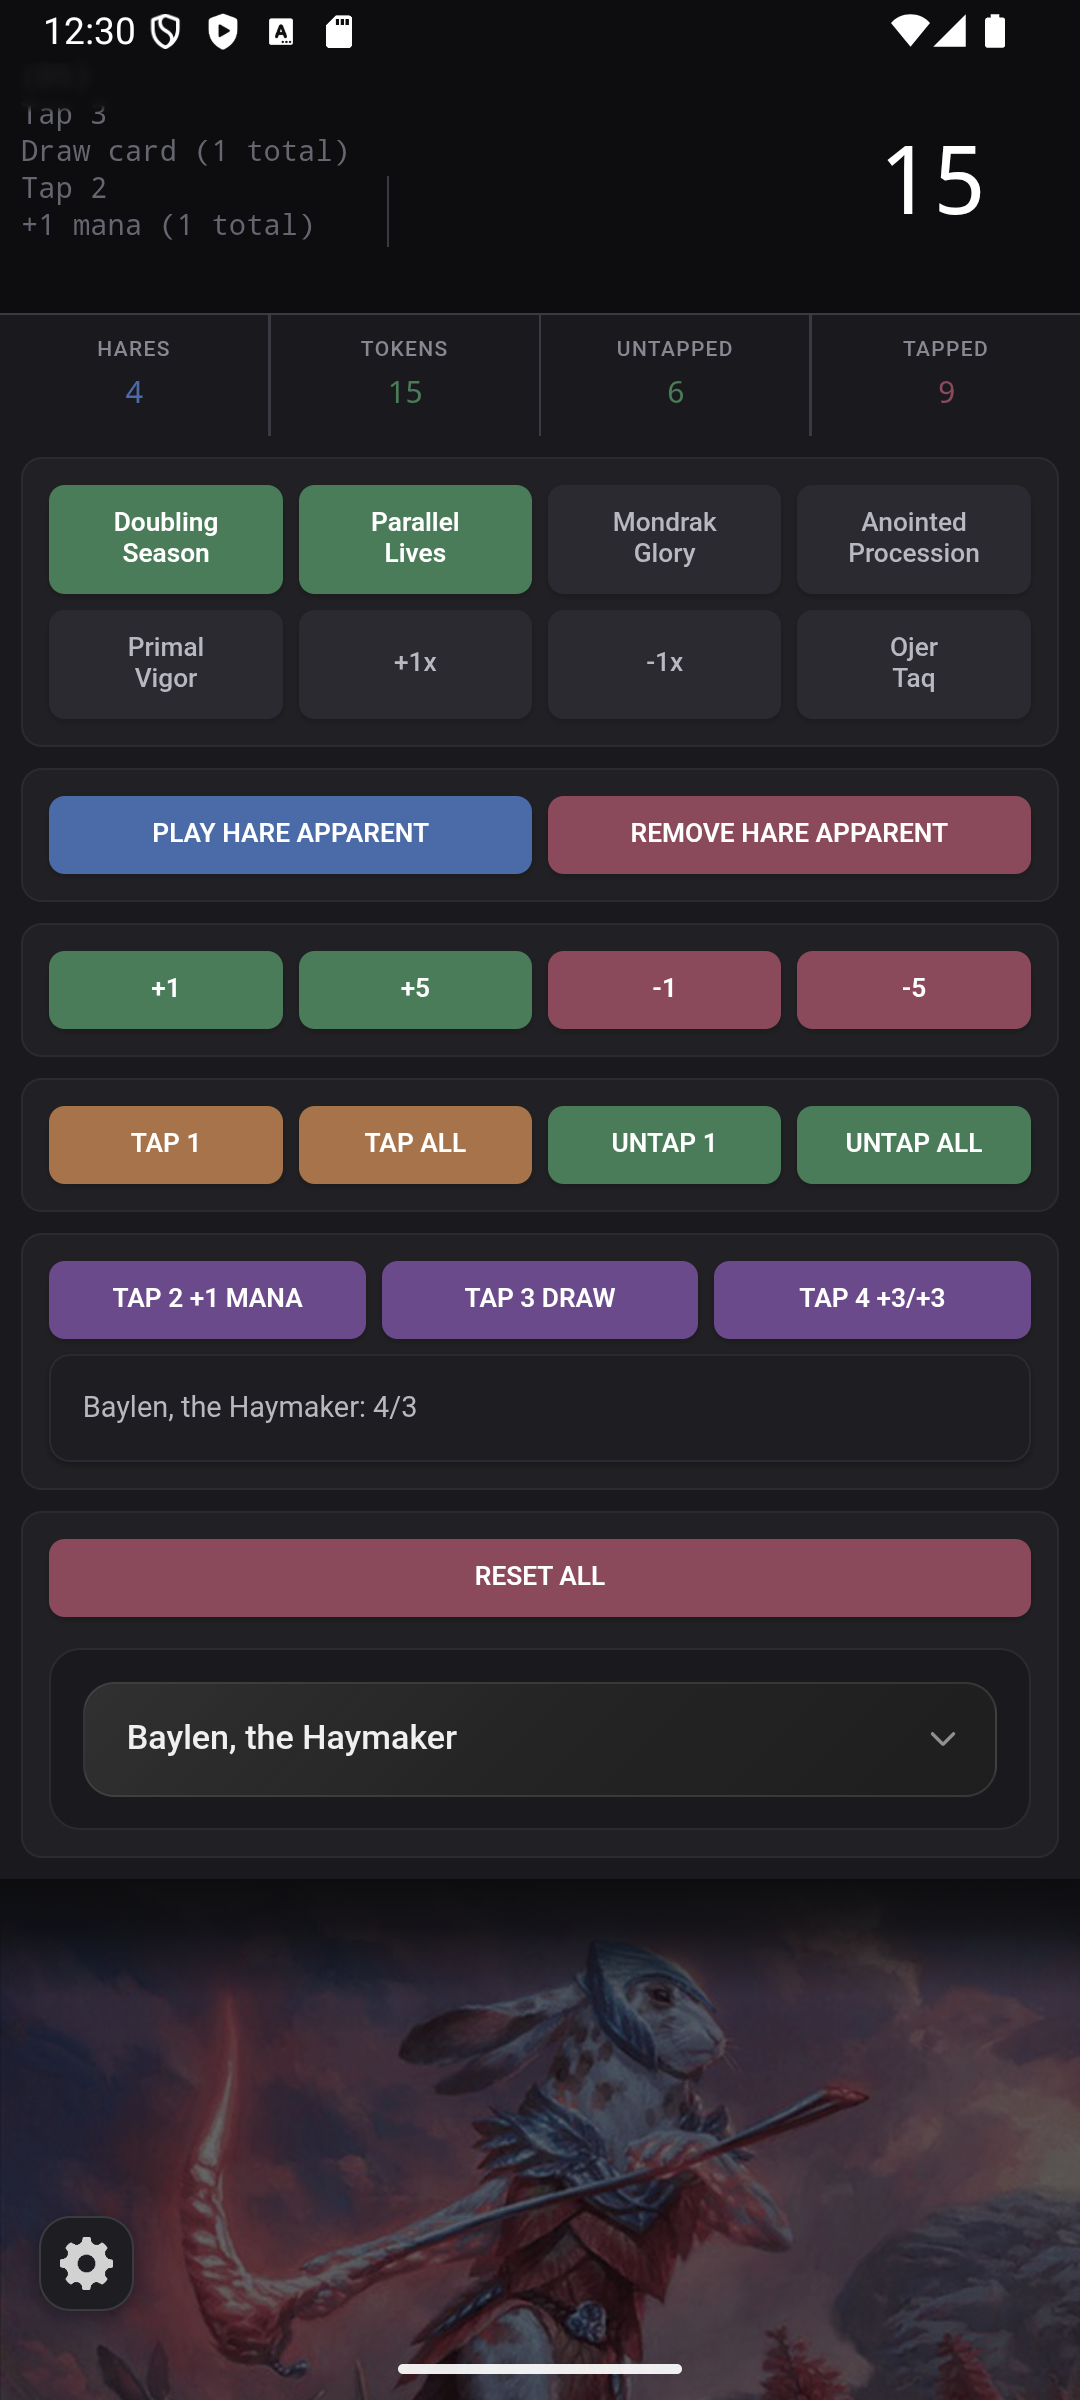 12:30
Tap 3
Draw card (1 total)
Tap 2
+1 mana (1 total)
15
HARES
4
TOKENS
15
UNTAPPED
6
TAPPED
9
Doubling
Season
Parallel
Lives
Mondrak
Glory
Anointed
Procession
Primal
Vigor
+1x
-1x
Ojer
Taq
PLAY HARE APPARENT
REMOVE HARE APPARENT
+1
+5
-1
-5
TAP 1
TAP ALL
UNTAP 1
UNTAP ALL
TAP 2 +1 MANA
TAP 3 DRAW
TAP 4 +3/+3
Baylen, the Haymaker: 4/3
RESET ALL
Baylen, the Haymaker